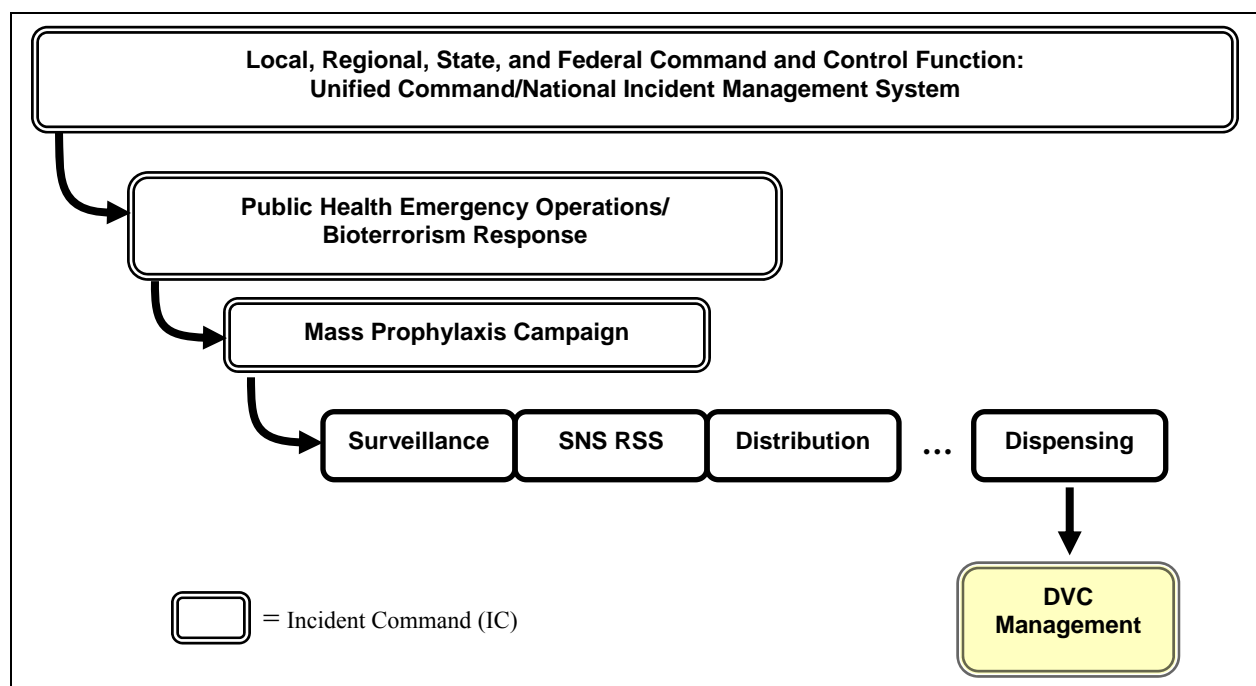 Local, Regional, State, and Federal Command and Control Function:
Unified Command/National Incident Management System
Public Health Emergency Operations/
Bioterrorism Response
Mass Prophylaxis Campaign
Surveillance
SNS RSS
Distribution
...
Dispensing
DVC
Management
= Incident Command (IC)